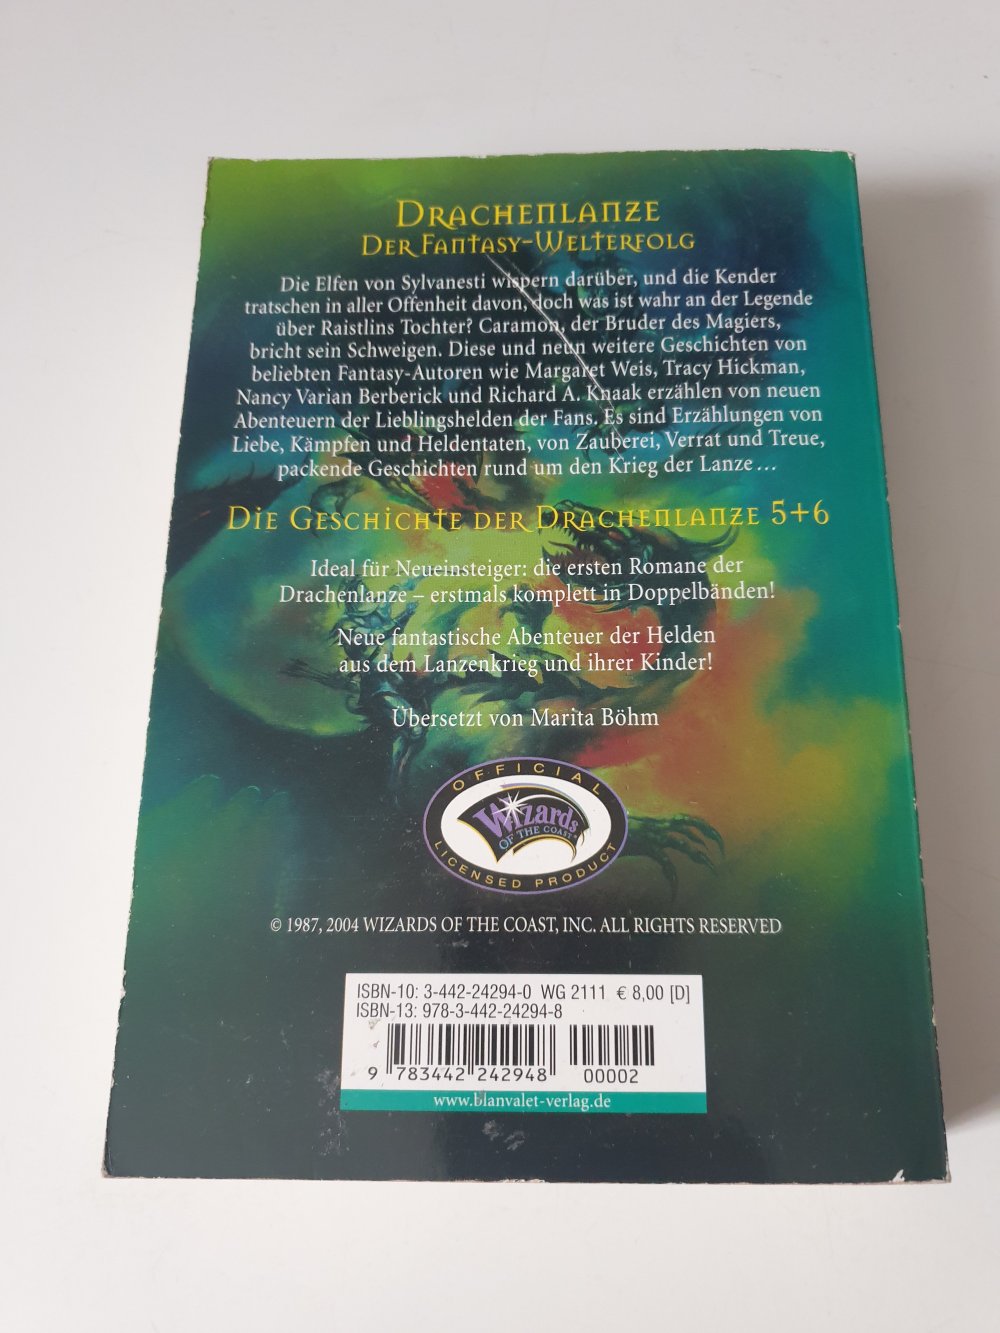 DRACHENLANZE
DER FANTASY-WELTERFOLG
Die Elfen von Sylvanesti wispern darüber, und die Kender
tratschen in aller Offenheit davon, doch was ist wahr an der Legende
über Raistlins Tochter? Caramon, der Bruder des Magiers,
bricht sein Schweigen. Diese und neun weitere Geschichten von
beliebten Fantasy-Autoren wie Margaret Weis, Tracy Hickman,
Nancy Varian Berberick und Richard A. Knaak erzählen von neuen
Abenteuern der Lieblingshelden der Fans. Es sind Erzählungen von
Liebe, Kämpfen und Heldentaten, von Zauberei, Verrat und Treue,
packende Geschichten rund um den Krieg der Lanze...
DIE GESCHICHTE DER DRACHENLANZE 5+6
Ideal für Neueinsteiger: die ersten Romane der
Drachenlanze – erstmals komplett in Doppelbänden!
Neue fantastische Abenteuer der Helden
aus dem Lanzenkrieg und ihrer Kinder!
Übersetzt von Marita Böhm
OFFICIAL
Wizards
OF THE COAST®
LICENSED PRODUCT
© 1987, 2004 WIZARDS OF THE COAST, INC. ALL RIGHTS RESERVED
ISBN-10: 3-442-24294-0 WG 2111 € 8,00 [D]
ISBN-13: 978-3-442-24294-8
9 783442 242948 00002
www.blanvalet-verlag.de